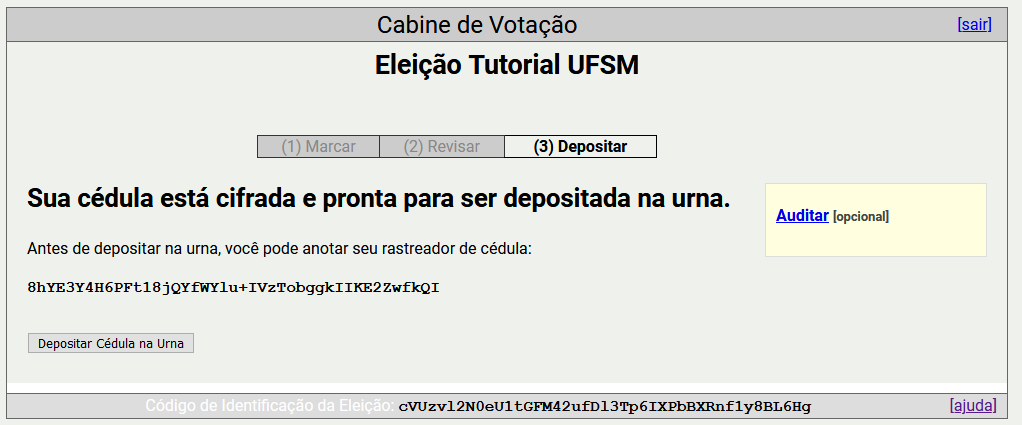 Cabine de Votação
[sair]
Eleição Tutorial UFSM
(1) Marcar (2) Revisar (3) Depositar
Sua cédula está cifrada e pronta para ser depositada na urna.
Auditar [opcional]
Antes de depositar na urna, você pode anotar seu rastreador de cédula:
8hYE3Y4H6PFt18jQYfWYlu+IVzTobggkIIKE2ZwfkQI
Depositar Cédula na Urna
Código de Identificação da Eleição: cVUzvl2N0eU1tGFM42ufDl3Tp6IXPbBXRnf1y8BL6Hg
[ajuda]